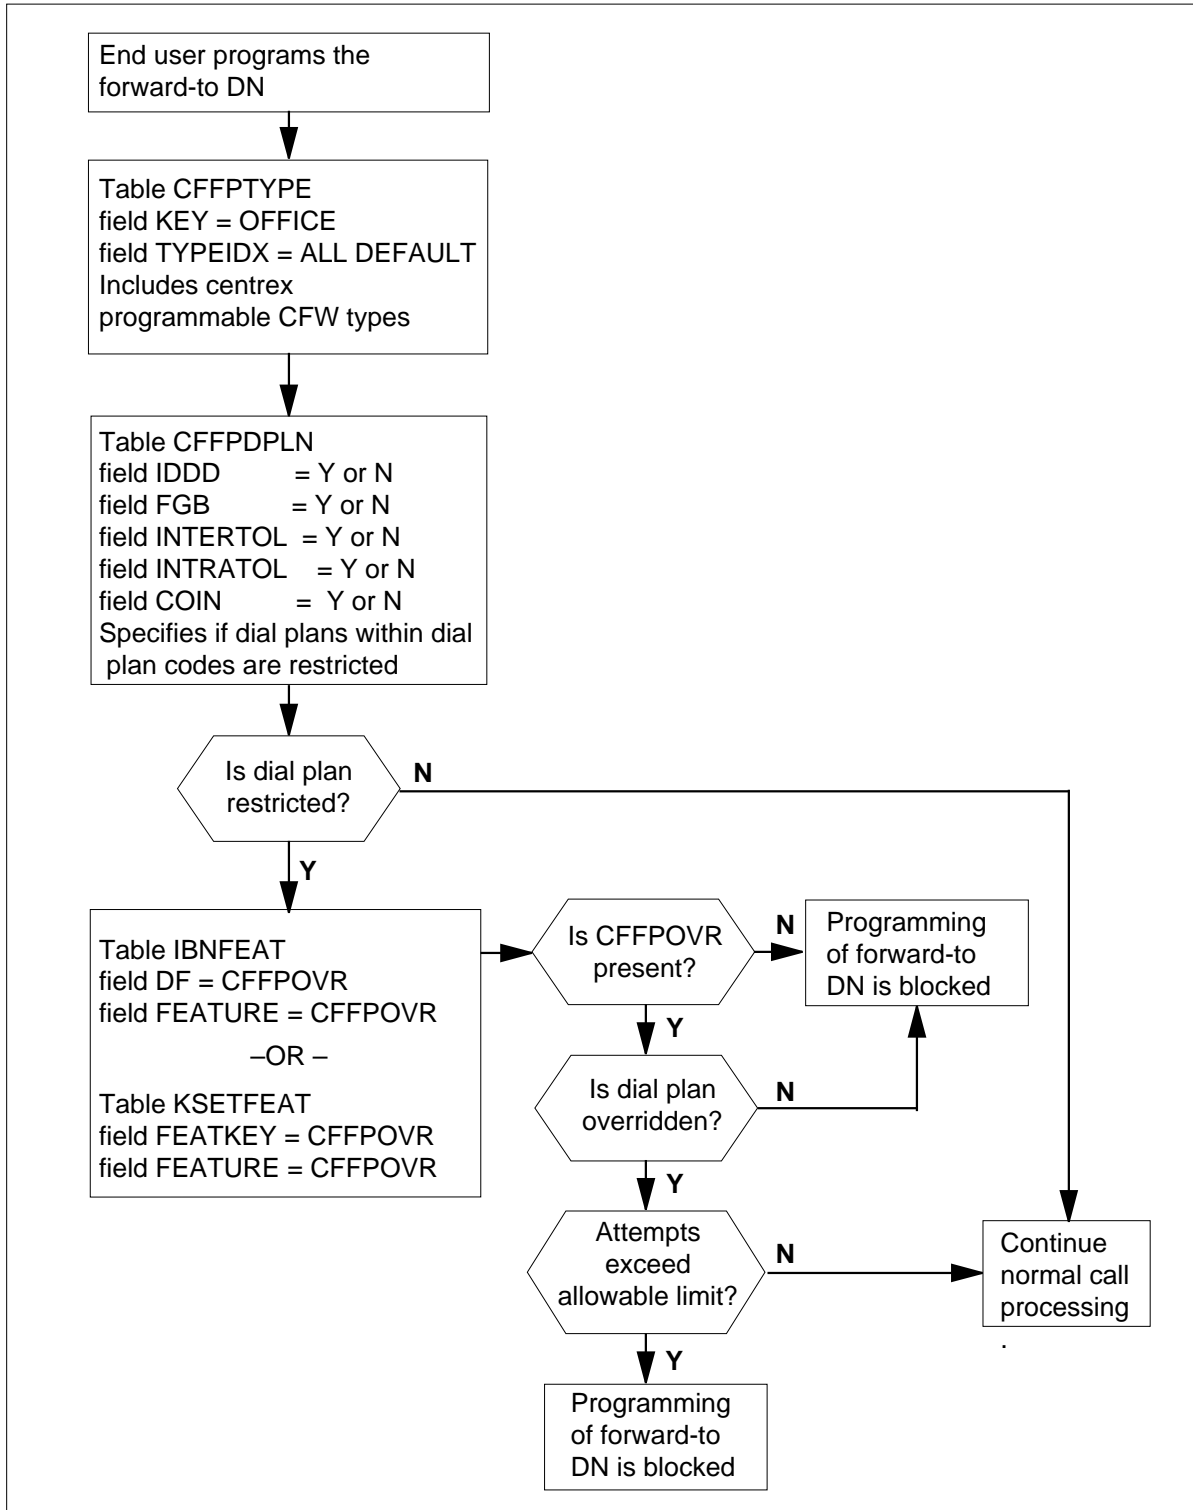 End user programs the
forward-to DN
Table CFFPTYPE
field KEY = OFFICE
field TYPEIDX = ALL DEFAULT
Includes centrex
programmable CFW types
Table CFFPDPLN
field IDDD = Y or N
field FGB = Y or N
field INTERTOL = Y or N
field INTRATOL = Y or N
field COIN = Y or N
Specifies if dial plans within dial
plan codes are restricted
Is dial plan
restricted?
N
Y
Table IBNFEAT
field DF = CFFPOVR
field FEATURE = CFFPOVR
–OR –
Table KSETFEAT
field FEATKEY = CFFPOVR
field FEATURE = CFFPOVR
Is CFFPOVR
present?
N
Programming
of forward-to
DN is blocked
Y
Is dial plan
overridden?
N
Y
Attempts
exceed
allowable limit?
N
Continue
normal call
processing
.
Y
Programming
of forward-to
DN is blocked